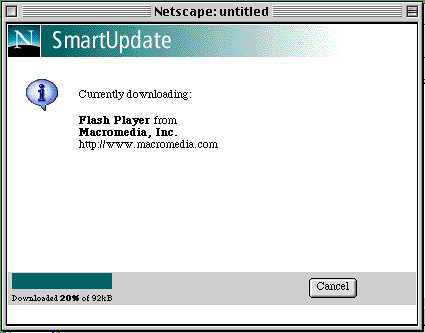 Netscape: untitled
N SmartUpdate
i
Currently downloading:
Flash Player from
Macromedia, Inc.
http://www.macromedia.com
Cancel
Downloaded 20% of 92kB